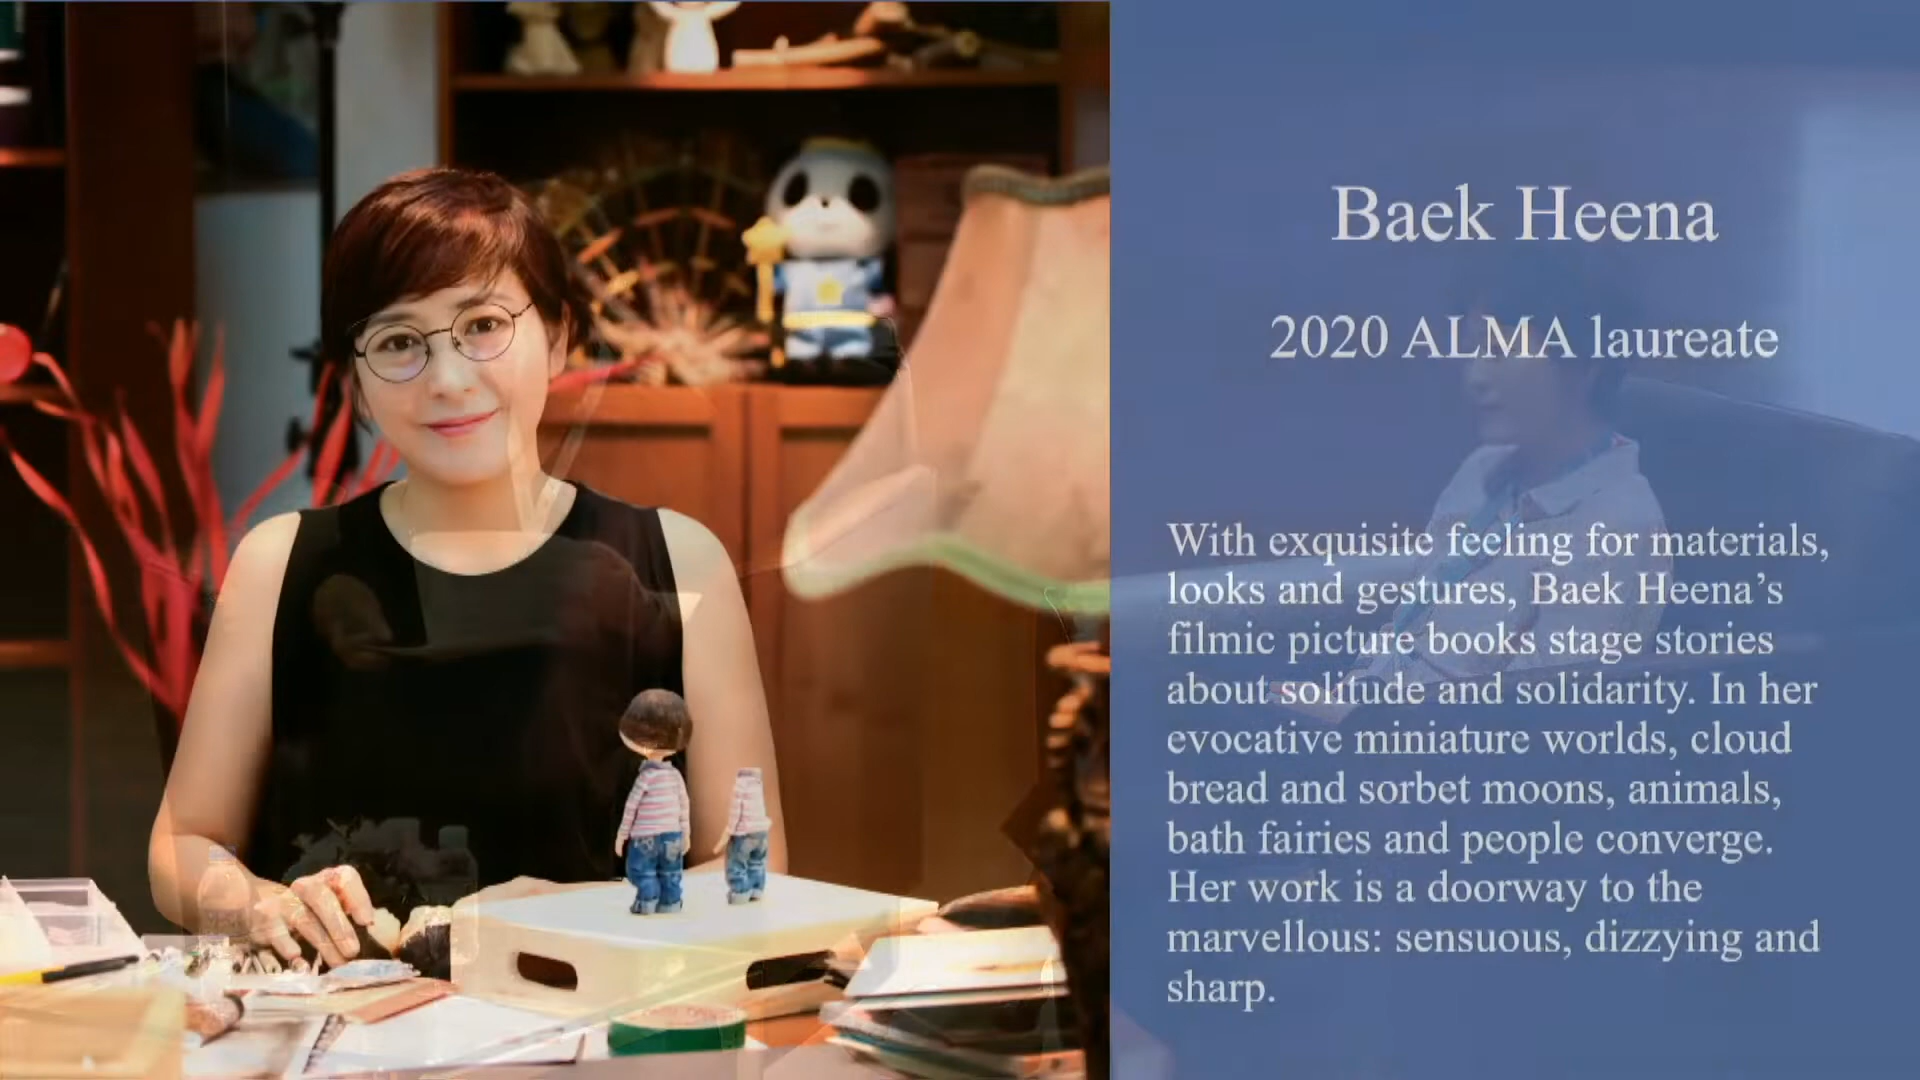 Baek Heena
2020 ALMA laureate
With exquisite feeling for materials,
looks and gestures, Baek Heena’s
filmic picture books stage stories
about solitude and solidarity. In her
evocative miniature worlds, cloud
bread and sorbet moons, animals,
bath fairies and people converge.
Her work is a doorway to the
marvellous: sensuous, dizzying and
sharp.